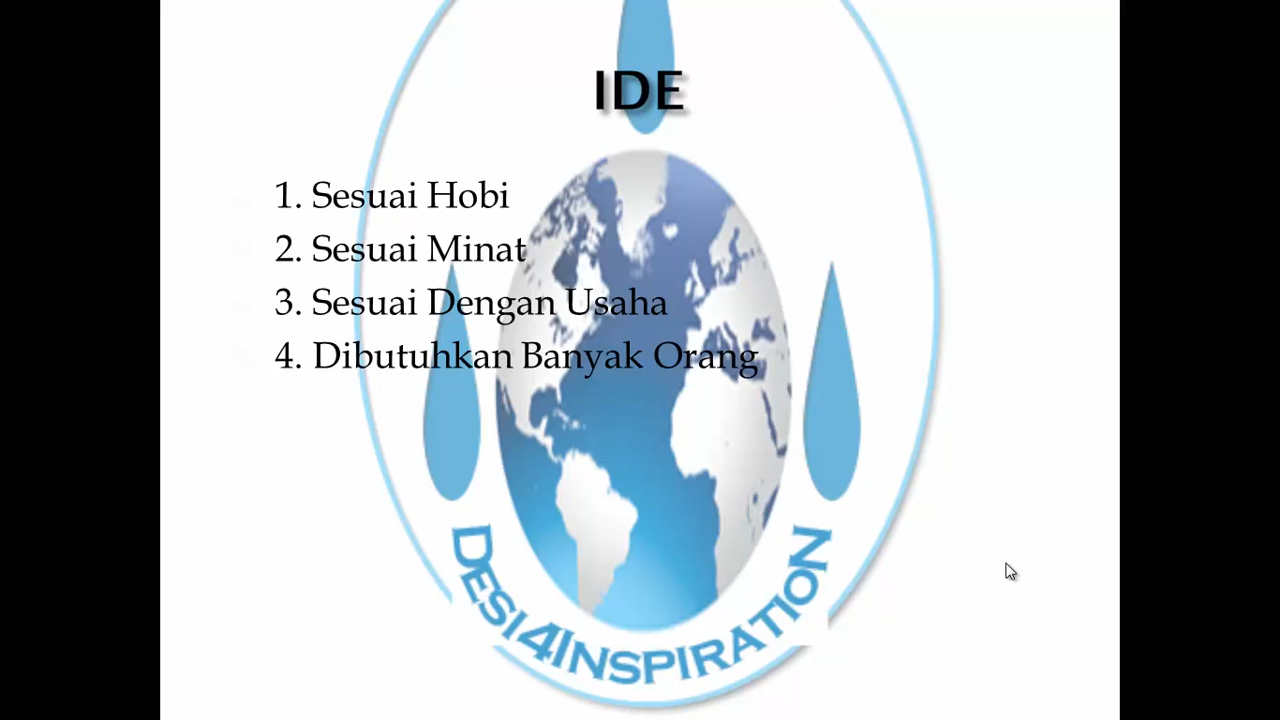 IDE
1. Sesuai Hobi
2. Sesuai Minat
3. Sesuai Dengan Usaha
4. Dibutuhkan Banyak Orang
DESI4INSPIRATION